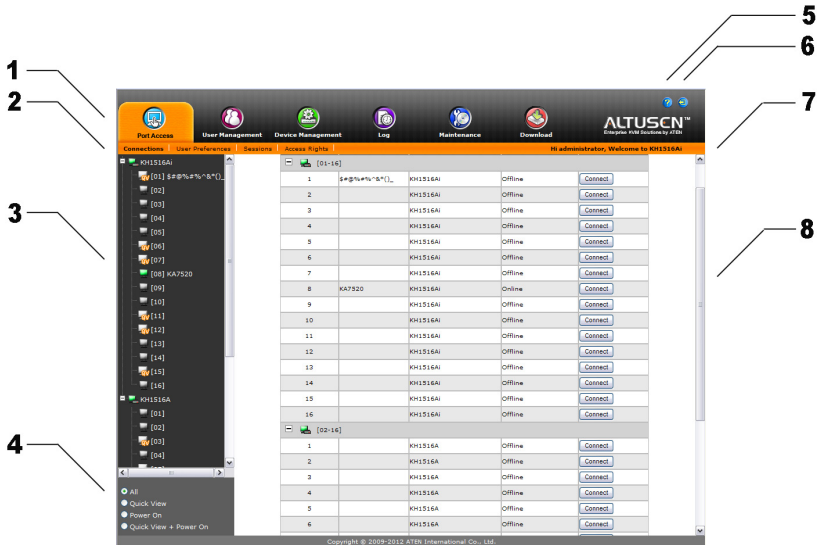 5
6
1
2
7
3
8
4
Port Access
User Management
Device Management
Log
Maintenance
Download
ALTUSCN™
Enterprise KVM Solutions by ATEN
Connections
User Preferences
Sessions
Access Rights
Hi administrator, Welcome to KH1516Ai
KH1516Ai
[01] $#@%#%^&*()_
[02]
[03]
[04]
[05]
[06]
[07]
[08] KA7520
[09]
[10]
[11]
[12]
[13]
[14]
[15]
[16]
KH1516A
[01]
[02]
[03]
[04]
All
Quick View
Power On
Quick View + Power On
[01-16]
1 $#@%#%^&*()_ KH1516Ai Offline Connect
2 KH1516Ai Offline Connect
3 KH1516Ai Offline Connect
4 KH1516Ai Offline Connect
5 KH1516Ai Offline Connect
6 KH1516Ai Offline Connect
7 KH1516Ai Offline Connect
8 KA7520 KH1516Ai Online Connect
9 KH1516Ai Offline Connect
10 KH1516Ai Offline Connect
11 KH1516Ai Offline Connect
12 KH1516Ai Offline Connect
13 KH1516Ai Offline Connect
14 KH1516Ai Offline Connect
15 KH1516Ai Offline Connect
16 KH1516Ai Offline Connect
[02-16]
1 KH1516A Offline Connect
2 KH1516A Offline Connect
3 KH1516A Offline Connect
4 KH1516A Offline Connect
5 KH1516A Offline Connect
6 KH1516A Offline Connect
Copyright © 2009-2012 ATEN International Co., Ltd.